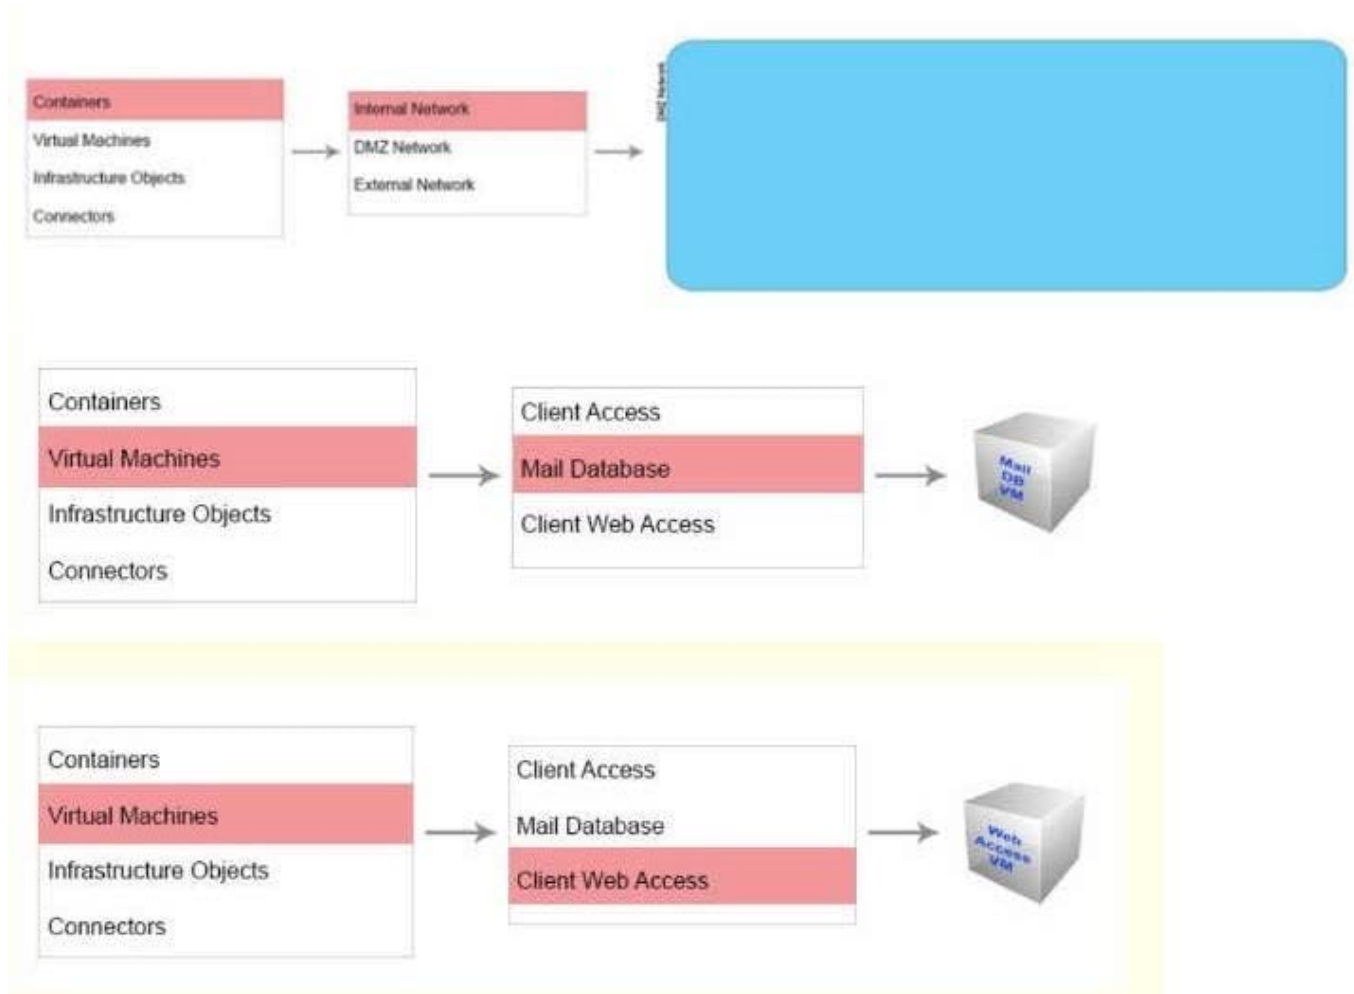 Containers
Virtual Machines
Infrastructure Objects
Connectors
Internal Network
DMZ Network
External Network
DMZ Network
Containers
Virtual Machines
Infrastructure Objects
Connectors
Client Access
Mail Database
Client Web Access
Mail
DB
VM
Containers
Virtual Machines
Infrastructure Objects
Connectors
Client Access
Mail Database
Client Web Access
Web
Access
VM